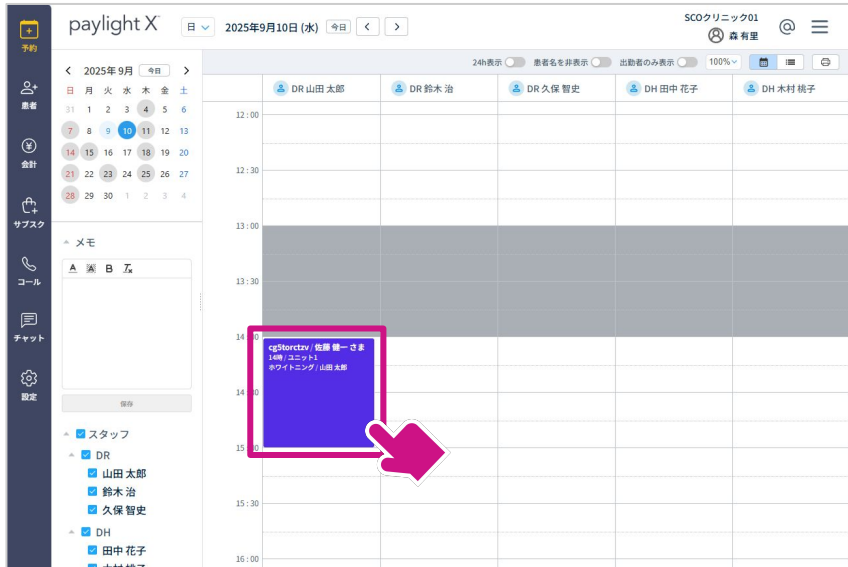 paylight X
日
2025年9月10日 (水)
今日
SCOクリニック01
森 有里
予約
患者
会計
サブスク
コール
チャット
設定
2025年 9月
今日
日 月 火 水 木 金 土
31 1 2 3 4 5 6
7 8 9 10 11 12 13
14 15 16 17 18 19 20
21 22 23 24 25 26 27
28 29 30 1 2 3 4
メモ
A A B Tx
保存
スタッフ
DR
山田 太郎
鈴木 治
久保 智史
DH
田中 花子
24h表示
患者名を非表示
出勤者のみ表示
100%
DR 山田 太郎
DR 鈴木 治
DR 久保 智史
DH 田中 花子
DH 木村 桃子
12:00
12:30
13:00
13:30
14:00
cg5torctzv / 佐藤 健一 さま
14時 / ユニット1
ホワイトニング / 山田 太郎
14:30
15:00
15:30
16:00